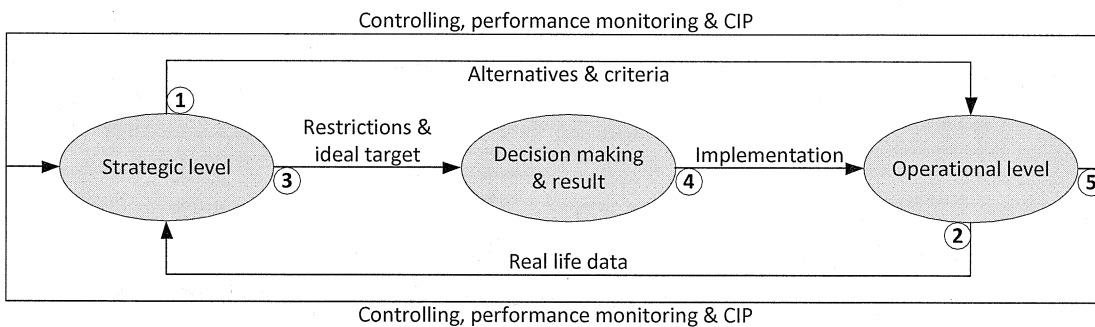 Controlling, performance monitoring & CIP
Alternatives & criteria
1
Strategic level
Restrictions &
ideal target
3
Decision making
& result
Implementation
4
Operational level
5
2
Real life data
Controlling, performance monitoring & CIP